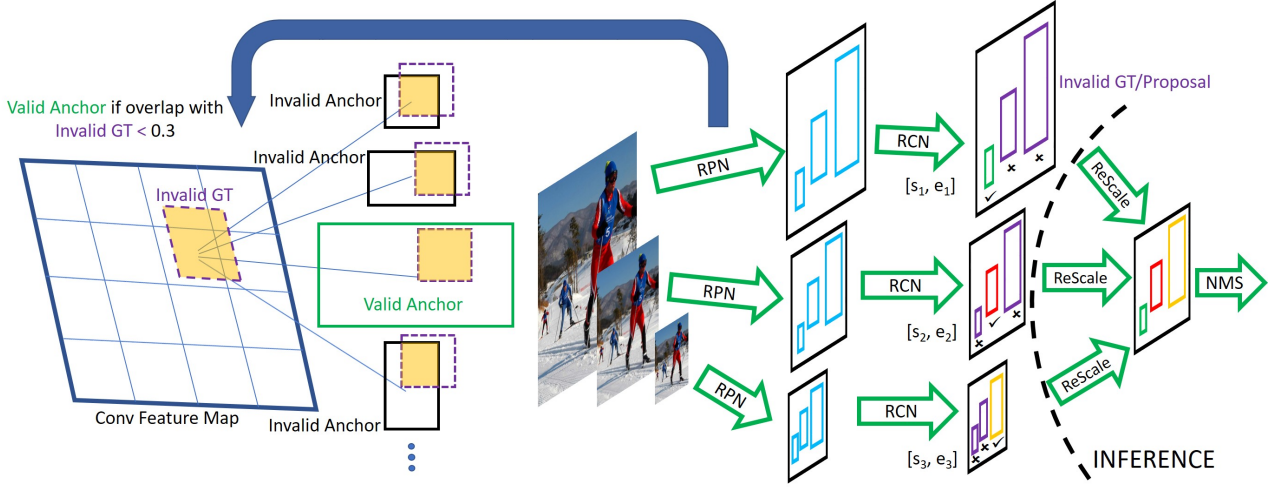 Valid Anchor if overlap with
Invalid GT < 0.3
Invalid GT
Conv Feature Map
Invalid Anchor
Invalid Anchor
Valid Anchor
Invalid Anchor
RPN
RCN
[s₁, e₁]
Invalid GT/Proposal
ReScale
RPN
RCN
[s₂, e₂]
ReScale
NMS
RPN
RCN
[s₃, e₃]
ReScale
INFERENCE